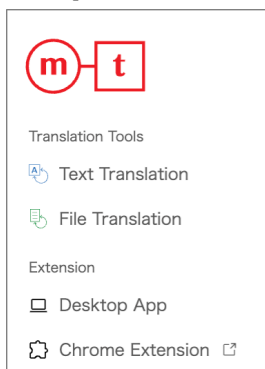 m t
Translation Tools
Text Translation
File Translation
Extension
Desktop App
Chrome Extension